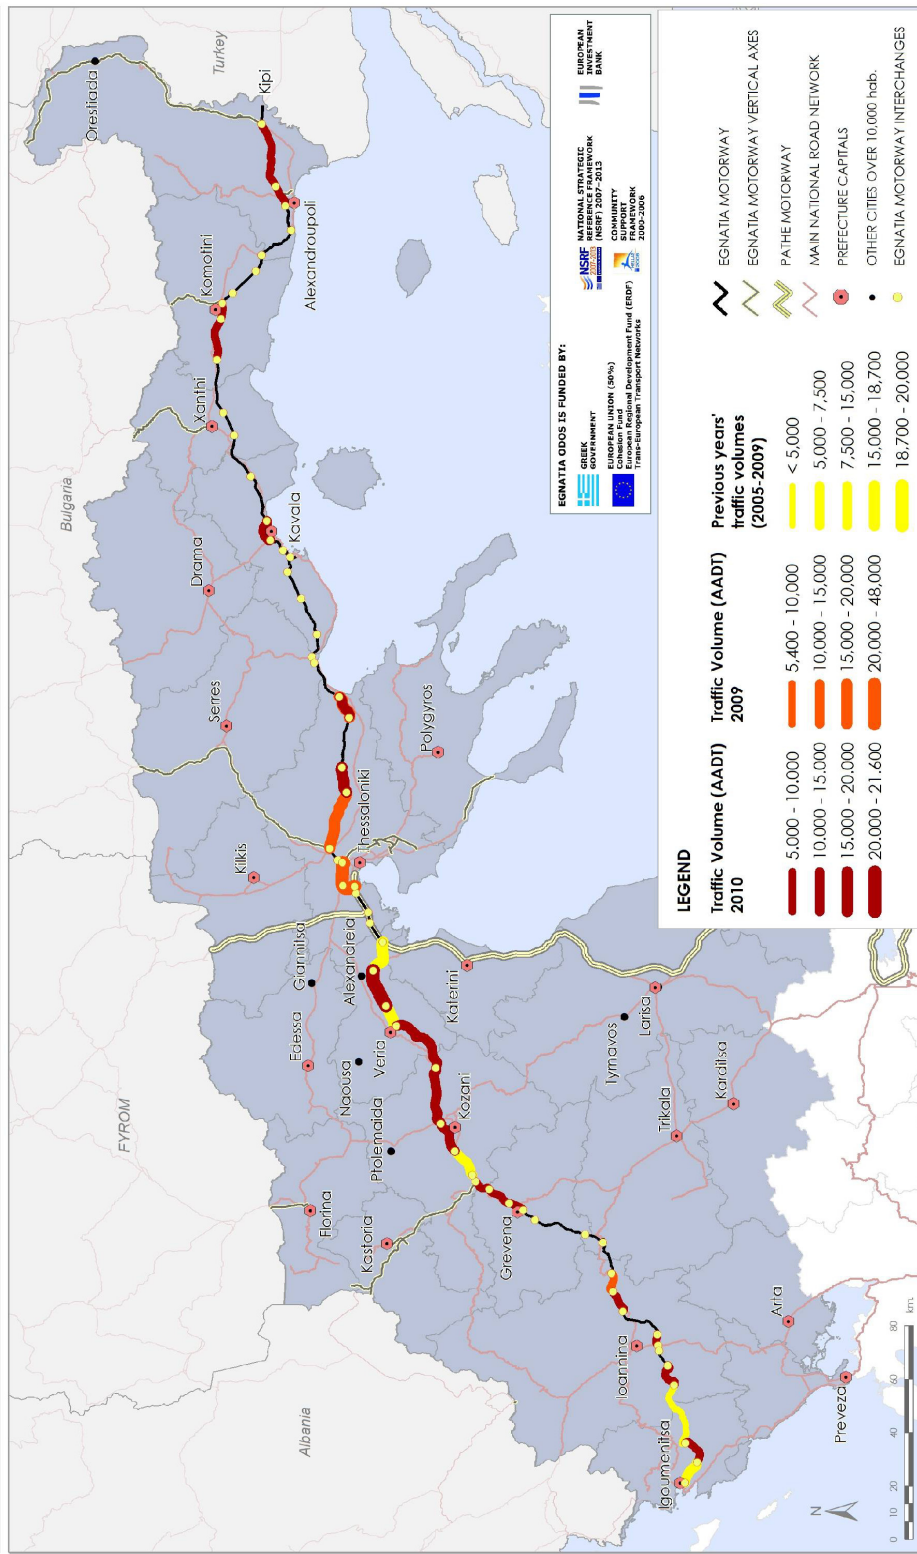 Turkey
Bulgaria
FYROM
Albania
Orestiada
Kipi
Komotini
Alexandroupoli
Xanthi
Kavala
Drama
Serres
Polygyros
Thessaloniki
Kilkis
Giannitsa
Alexandreia
Edessa
Katerini
Naousa
Veria
Ptolemaida
Kozani
Tyrnavos
Larisa
Karditsa
Trikala
Florina
Kastoria
Grevena
Ioannina
Arta
Igoumenitsa
Preveza
N
0 10 20 40 60 80
km.
EGNATIA ODOS IS FUNDED BY:
GREEK
GOVERNMENT
EUROPEAN UNION (50%)
Cohesion Fund
European Regional Development Fund (ERDF)
Trans-European Transport Networks
NSRF
2007-2013
NATIONAL STRATEGIC
REFERENCE FRAMEWORK
(NSRF) 2007-2013
COMMUNITY
SUPPORT
FRAMEWORK
2000-2006
EUROPEAN
INVESTMENT
BANK
LEGEND
Traffic Volume (AADT)
2010
5,000 - 10,000
10,000 - 15,000
15,000 - 20,000
20,000 - 21,600
Traffic Volume (AADT)
2009
5,400 - 10,000
10,000 - 15,000
15,000 - 20,000
20,000 - 48,000
Previous years'
traffic volumes
(2005-2009)
< 5,000
5,000 - 7,500
7,500 - 15,000
15,000 - 18,700
18,700 - 20,000
EGNATIA MOTORWAY
EGNATIA MOTORWAY VERTICAL AXES
PATHE MOTORWAY
MAIN NATIONAL ROAD NETWORK
PREFECTURE CAPITALS
OTHER CITIES OVER 10,000 hab.
EGNATIA MOTORWAY INTERCHANGES